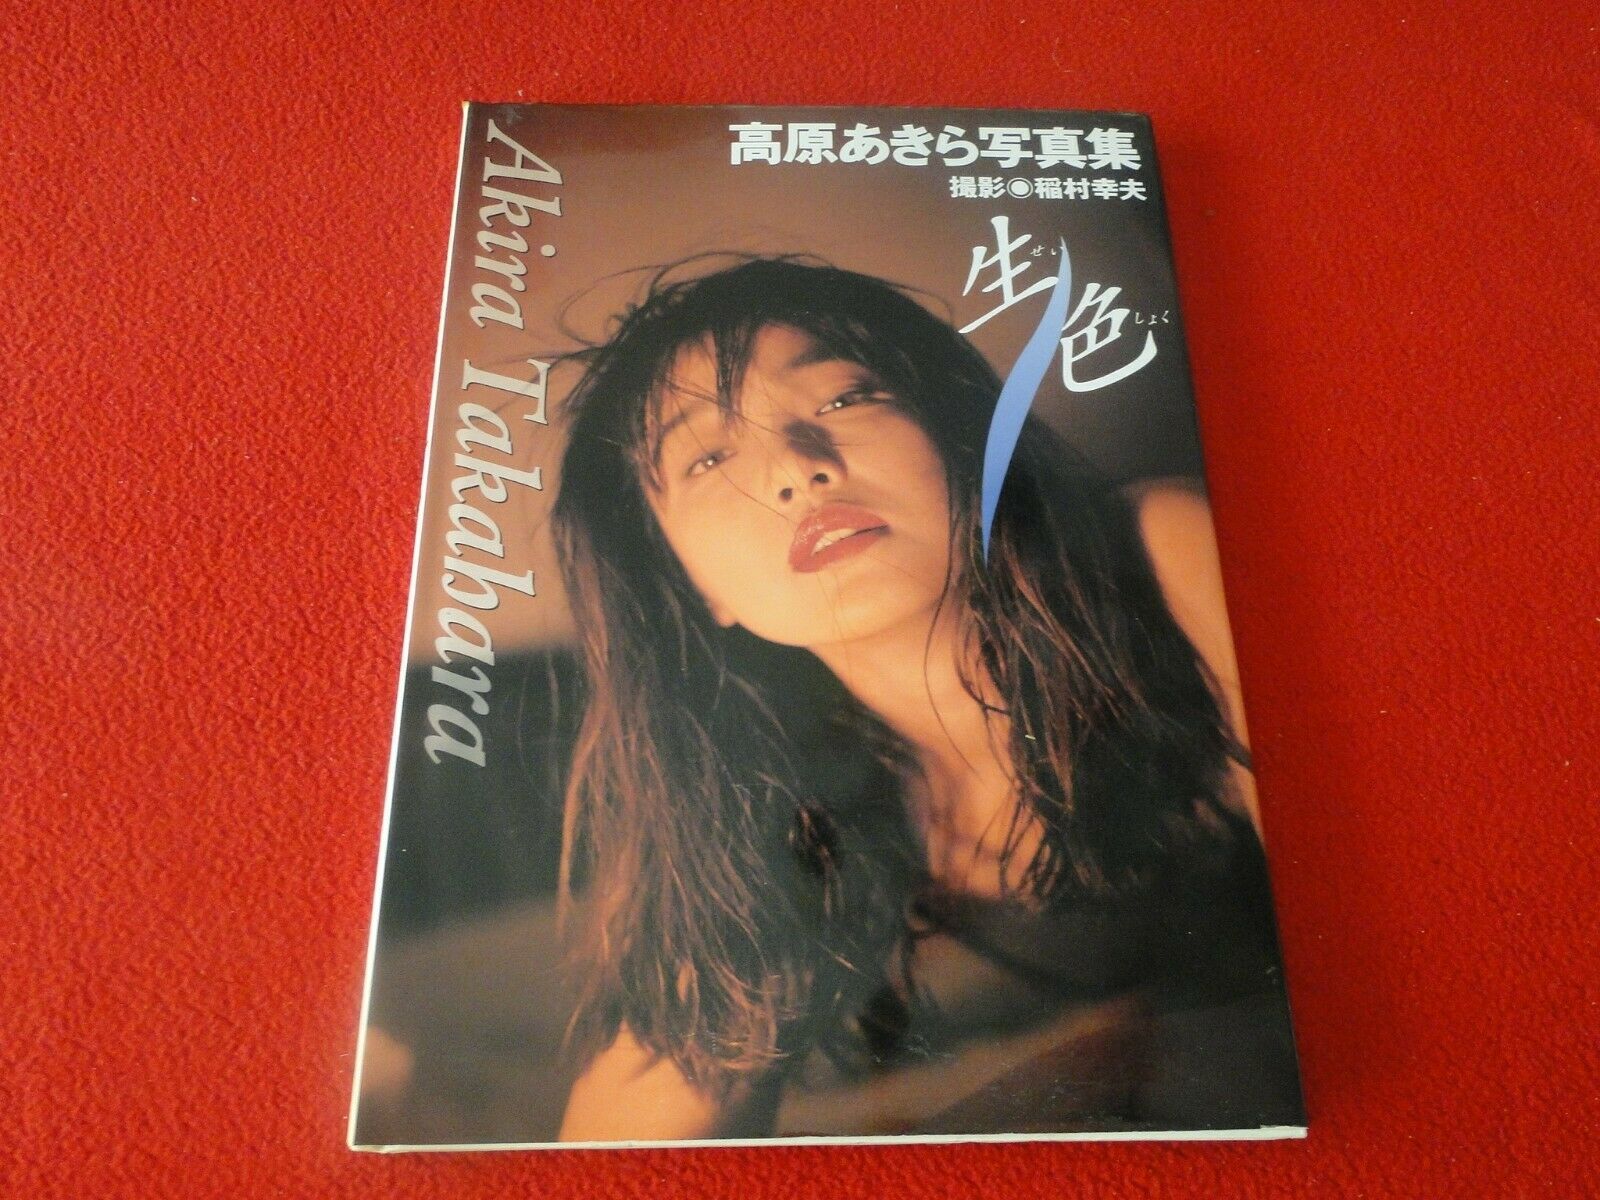 高原あきら写真集
撮影◉稲村幸夫
生色
せい
しょく
Akira Takahara